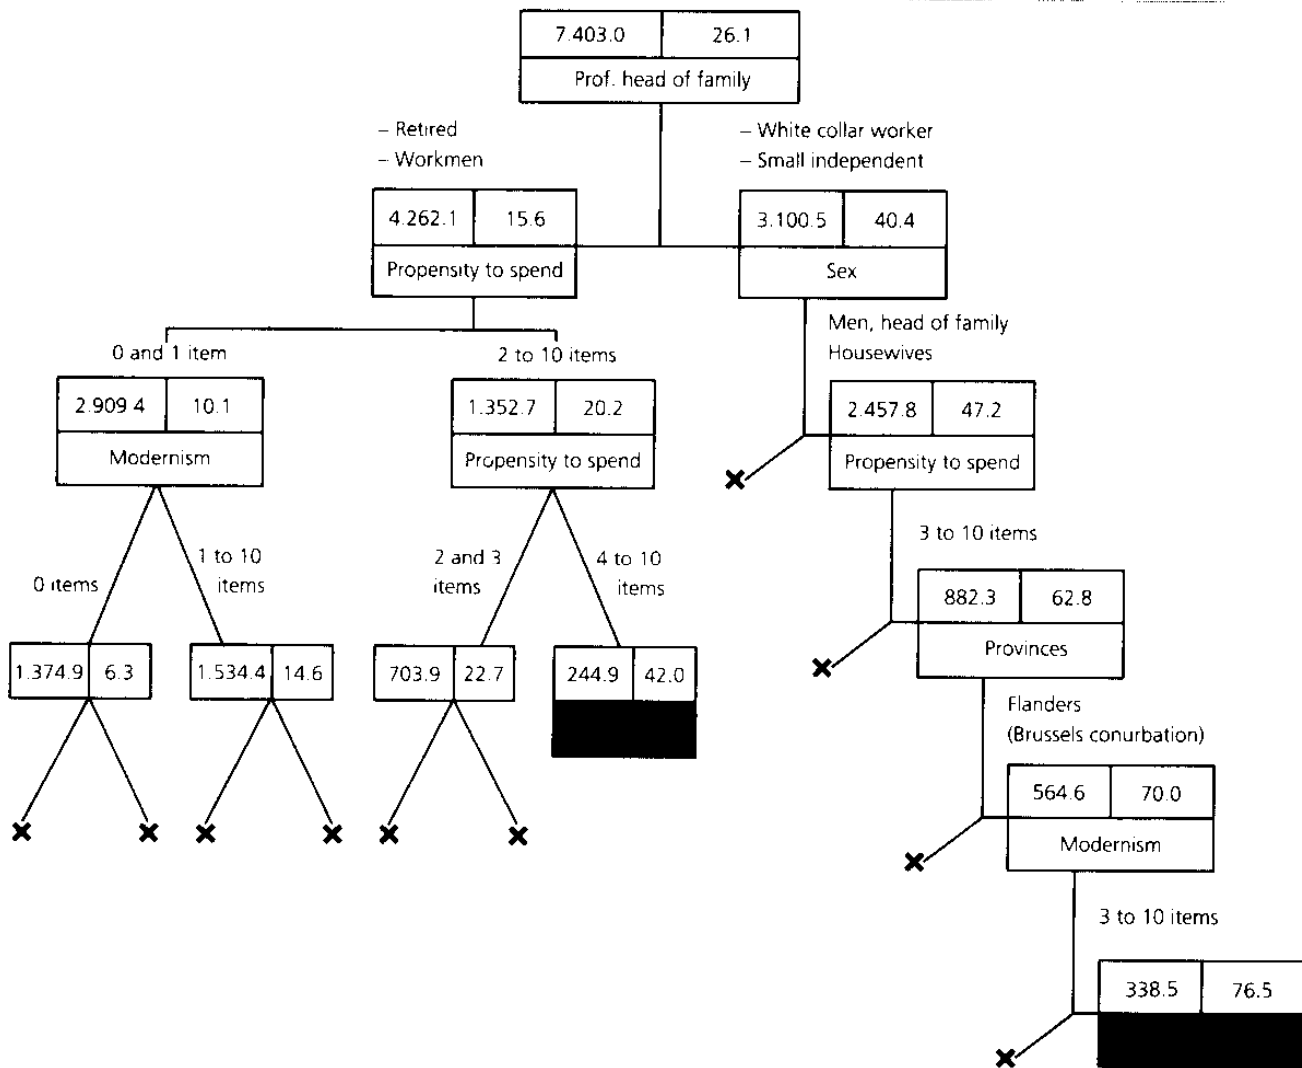 7.403.0 26.1
Prof. head of family
– Retired
– Workmen
– White collar worker
– Small independent
4.262.1 15.6
Propensity to spend
3.100.5 40.4
Sex
0 and 1 item
2 to 10 items
Men, head of family
Housewives
2.909 4 10.1
Modernism
1.352.7 20.2
Propensity to spend
2.457.8 47.2
Propensity to spend
0 items
1 to 10
items
2 and 3
items
4 to 10
items
3 to 10 items
882.3 62.8
Provinces
1.374.9 6.3
1.534.4 14.6
703.9 22.7
244.9 42.0
Flanders
(Brussels conurbation)
564.6 70.0
Modernism
3 to 10 items
338.5 76.5